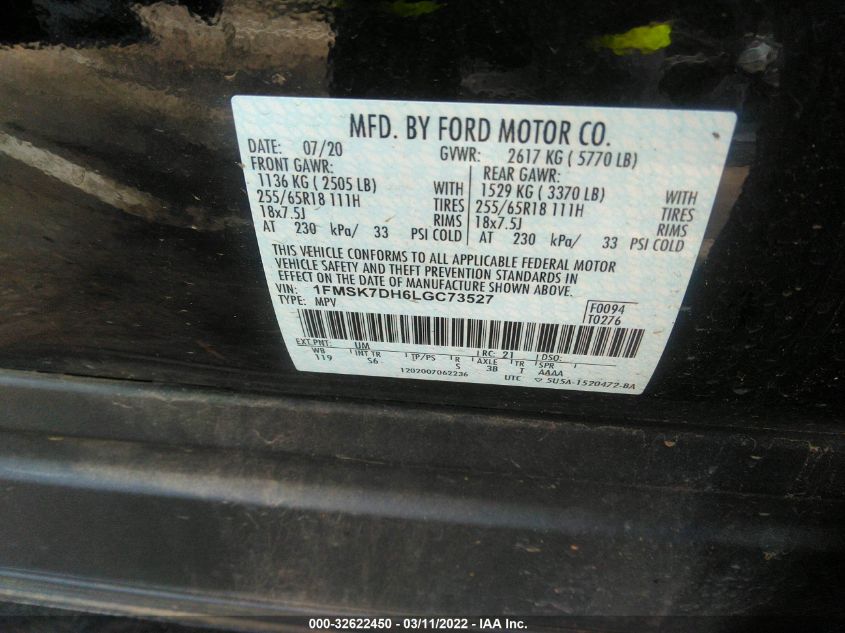 MFD. BY FORD MOTOR CO.
DATE: 07/20 GVWR: 2617 KG ( 5770 LB)
FRONT GAWR: REAR GAWR:
1136 KG ( 2505 LB) WITH 1529 KG ( 3370 LB) WITH
255/65R18 111H TIRES 255/65R18 111H TIRES
18x7.5J RIMS 18x7.5J RIMS
AT 230 kPa/ 33 PSI COLD AT 230 kPa/ 33 PSI COLD
THIS VEHICLE CONFORMS TO ALL APPLICABLE FEDERAL MOTOR
VEHICLE SAFETY AND THEFT PREVENTION STANDARDS IN
EFFECT ON THE DATE OF MANUFACTURE SHOWN ABOVE.
VIN: 1FMSK7DH6LGC73527
TYPE: MPV
F0094
T0276
EXT PNT: UM RC: 21 DSO:
WB INT TR TP/PS R AXLE TR SPR
119 S6 S 3B T AAAA
1202007062236 UTC 5U5A-1520472-BA
000-32622450 - 03/11/2022 - IAA Inc.